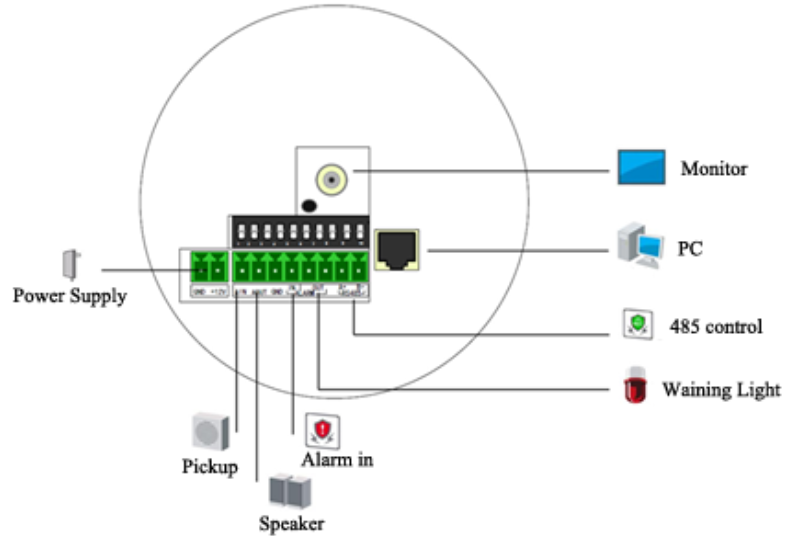 Monitor
PC
GND +12V
Power Supply
485 control
Waining Light
Pickup
Alarm in
Speaker